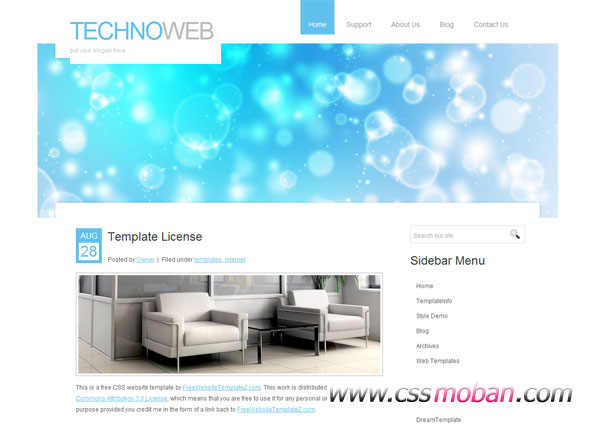 TECHNOWEB
put your slogan here
Home
Support
About Us
Blog
Contact Us
AUG
28
Template License
Posted by Owner | Filed under templates, internet
This is a free CSS website template by FreeWebsiteTemplateZ.com. This work is distributed
Commons Attribution 3.0 License, which means that you are free to use it for any personal or
purpose provided you credit me in the form of a link back to FreeWebsiteTemplateZ.com.
Search our site:
Sidebar Menu
Home
TemplateInfo
Style Demo
Blog
Archives
Web Templates
www.cssmoban.com
DreamTemplate